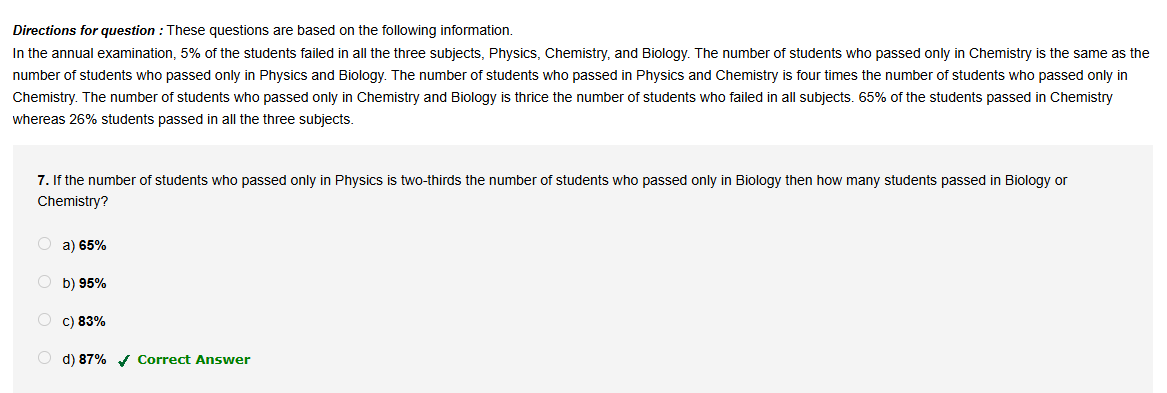 Directions for question : These questions are based on the following information.
In the annual examination, 5% of the students failed in all the three subjects, Physics, Chemistry, and Biology. The number of students who passed only in Chemistry is the same as the
number of students who passed only in Physics and Biology. The number of students who passed in Physics and Chemistry is four times the number of students who passed only in
Chemistry. The number of students who passed only in Chemistry and Biology is thrice the number of students who failed in all subjects. 65% of the students passed in Chemistry
whereas 26% students passed in all the three subjects.
7. If the number of students who passed only in Physics is two-thirds the number of students who passed only in Biology then how many students passed in Biology or
Chemistry?
a) 65%
b) 95%
c) 83%
d) 87% ✓ Correct Answer